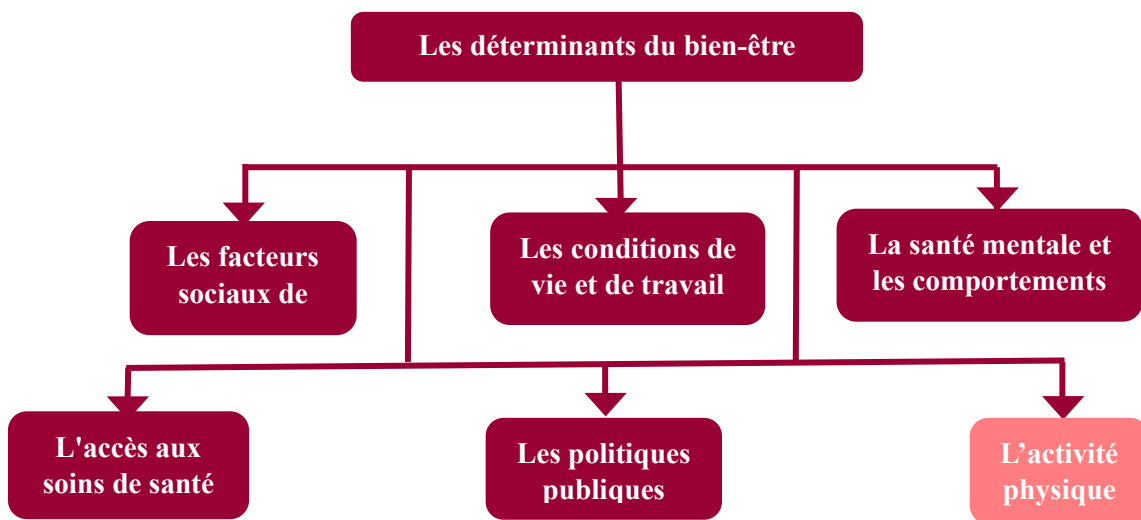 Les déterminants du bien-être
Les facteurs
sociaux de
Les conditions de
vie et de travail
La santé mentale et
les comportements
L'accès aux
soins de santé
Les politiques
publiques
L’activité
physique